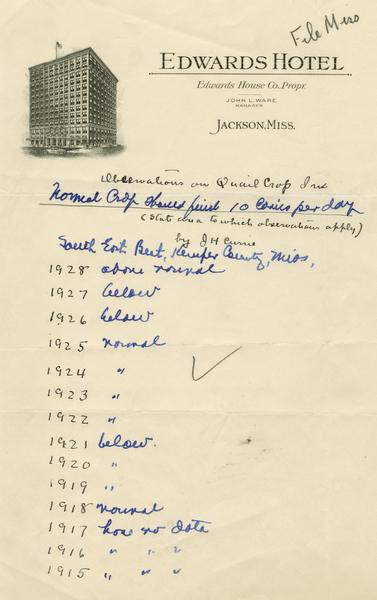 File Miss
EDWARDS HOTEL
Edwards House Co., Propr.
JOHN L. WARE
MANAGER
JACKSON, MISS.
Observations on Quail Crop In
Normal Crop should find 10 Covies per day
(State area to which observations apply)
by J H Currie
South East Beat, Kemper County, Miss,
1928 above normal
1927 below
1926 below
1925 normal
1924 "
1923 "
1922 "
1921 below.
1920 "
1919 "
1918 normal
1917 have no data
1916 " " "
1915 " " "